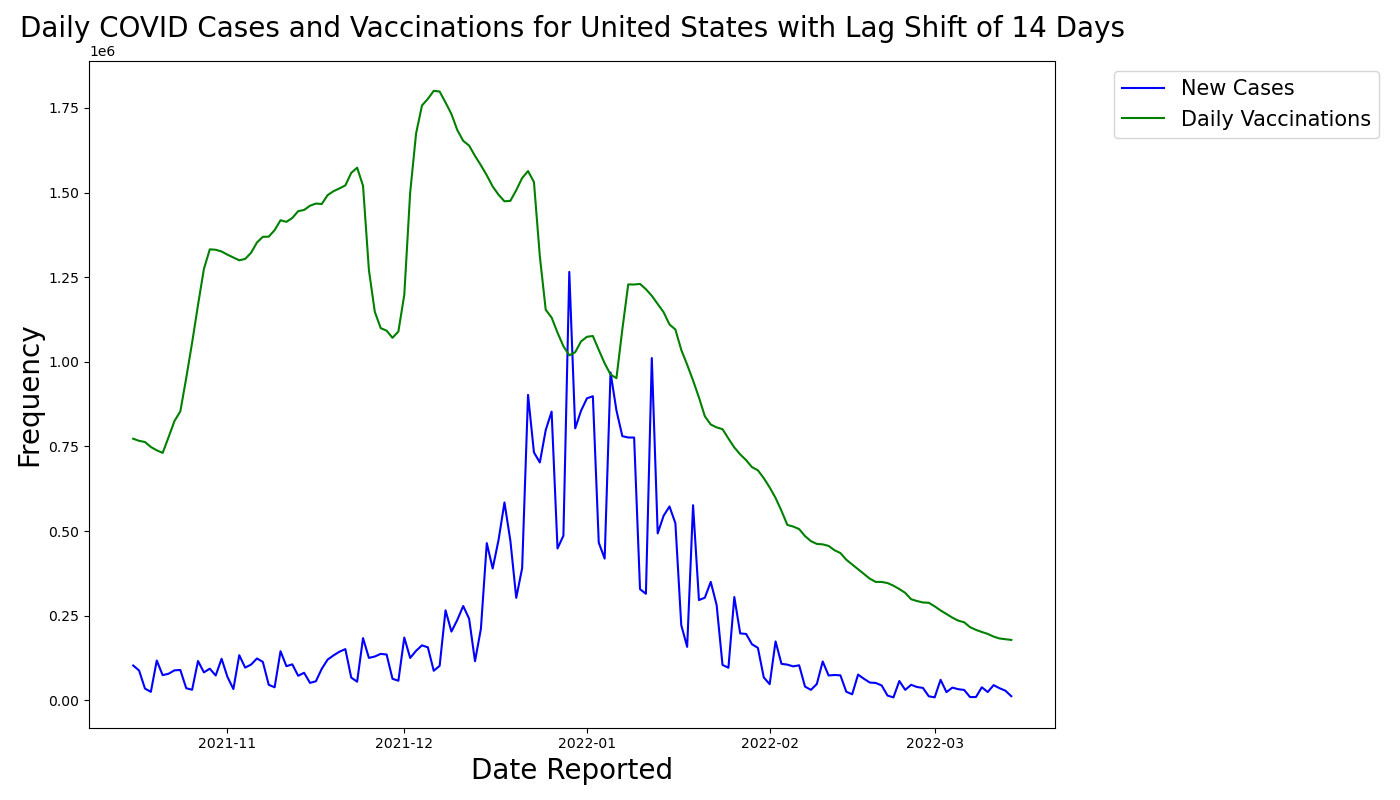 Daily COVID Cases and Vaccinations for United States with Lag Shift of 14 Days
1e6
New Cases
Daily Vaccinations
1.75
1.50
1.25
1.00
0.75
0.50
0.25
0.00
Frequency
2021-11 2021-12 2022-01 2022-02 2022-03
Date Reported